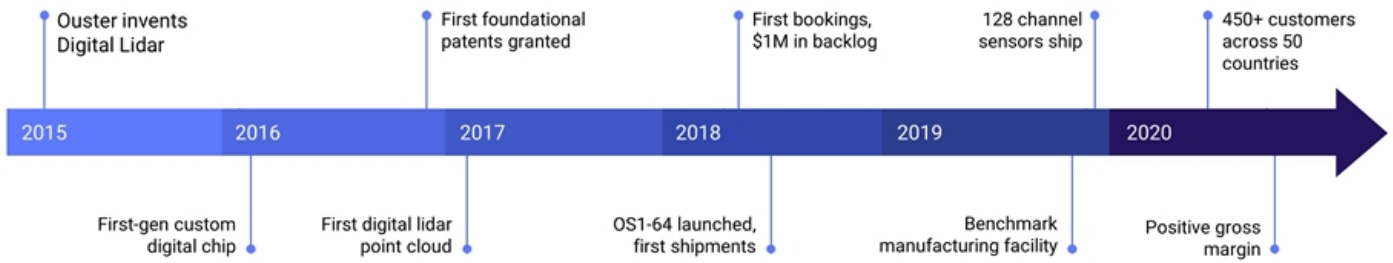 Ouster invents
Digital Lidar
First foundational
patents granted
First bookings,
$1M in backlog
128 channel
sensors ship
450+ customers
across 50
countries
2015
2016
2017
2018
2019
2020
First-gen custom
digital chip
First digital lidar
point cloud
OS1-64 launched,
first shipments
Benchmark
manufacturing facility
Positive gross
margin